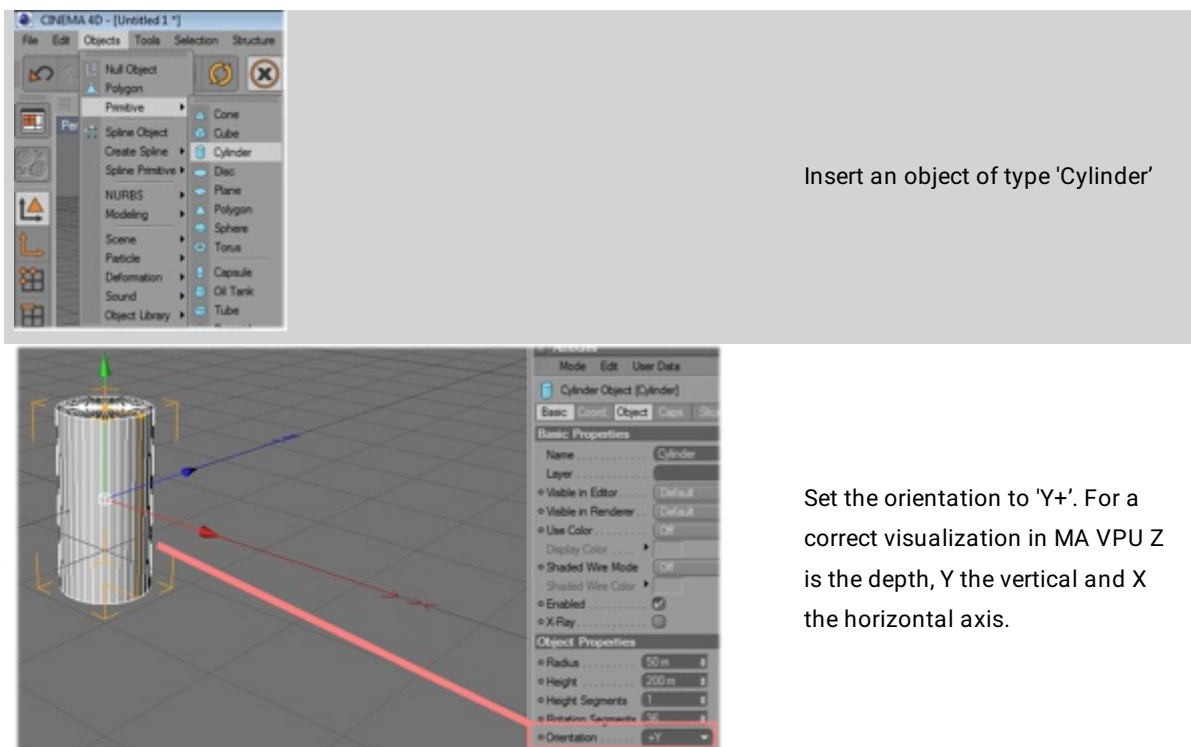 CINEMA 4D - [Untitled 1 *]
File Edit Objects Tools Selection Structure
Null Object
Polygon
Primitive
Spline Object
Create Spline
Spline Primitive
NURBS
Modeling
Scene
Particle
Deformation
Sound
Object Library
Per
Cone
Cube
Cylinder
Disc
Plane
Polygon
Sphere
Torus
Capsule
Oil Tank
Tube
Insert an object of type 'Cylinder’
Attributes
Mode Edit User Data
Cylinder Object [Cylinder]
Basic Coord. Object Caps Slice
Basic Properties
Name Cylinder
Layer
Visible in Editor Default
Visible in Renderer Default
Use Color Off
Display Color
Shaded Wire Mode Off
Shaded Wire Color
Enabled
X-Ray
Object Properties
Radius 50 m
Height 200 m
Height Segments 1
Rotation Segments 36
Orientation +Y
Set the orientation to 'Y+’. For a
correct visualization in MA VPU Z
is the depth, Y the vertical and X
the horizontal axis.